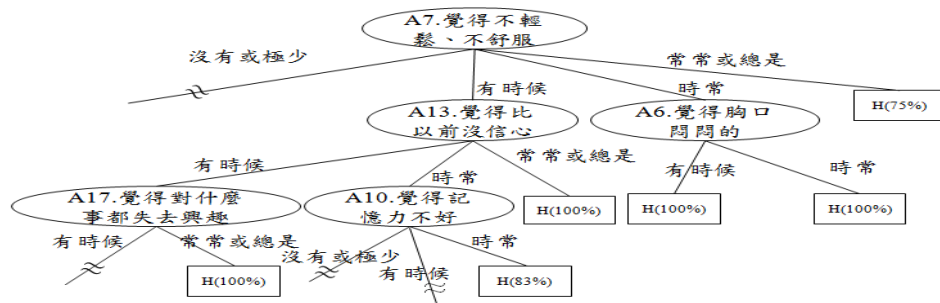 A7.覺得不輕
鬆、不舒服
沒有或極少
有時候
時常
常常或總是
H(75%)
A13.覺得比
以前沒信心
A6.覺得胸口
悶悶的
有時候
時常
常常或總是
有時候
時常
A17.覺得對什麼
事都失去興趣
A10.覺得記
憶力不好
H(100%)
H(100%)
H(100%)
有時候
常常或總是
沒有或極少
有時候
時常
H(100%)
H(83%)